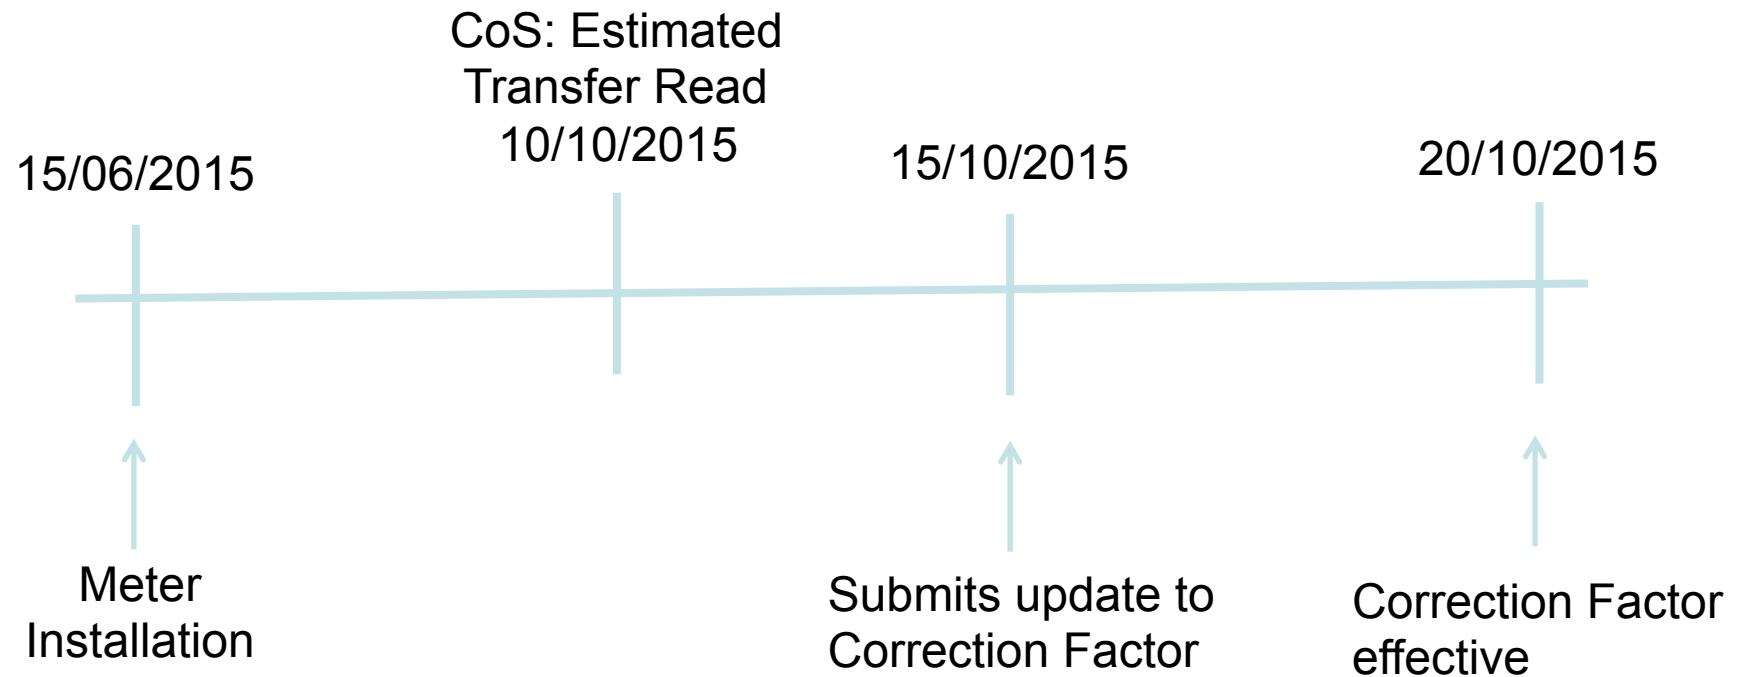 CoS: Estimated
Transfer Read
10/10/2015
15/06/2015
15/10/2015
20/10/2015
Meter
Installation
Submits update to
Correction Factor
Correction Factor
effective